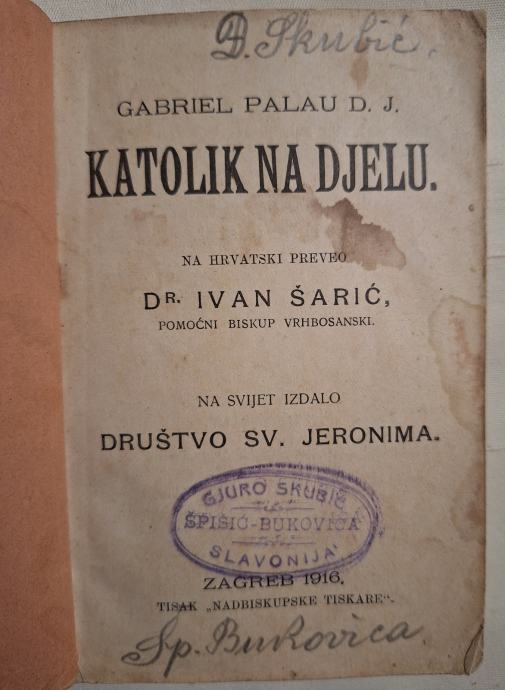 Đ. Skubić.
GABRIEL PALAU D. J.
KATOLIK NA DJELU.
NA HRVATSKI PREVEO
DR. IVAN ŠARIĆ,
POMOĆNI BISKUP VRHBOSANSKI.
NA SVIJET IZDALO
DRUŠTVO SV. JERONIMA.
GJURO SKUBIĆ
ŠPIŠIĆ-BUKOVICA
SLAVONIJA
ZAGREB 1916.
TISAK „NADBISKUPSKE TISKARE“.
Šp. Bukovica.